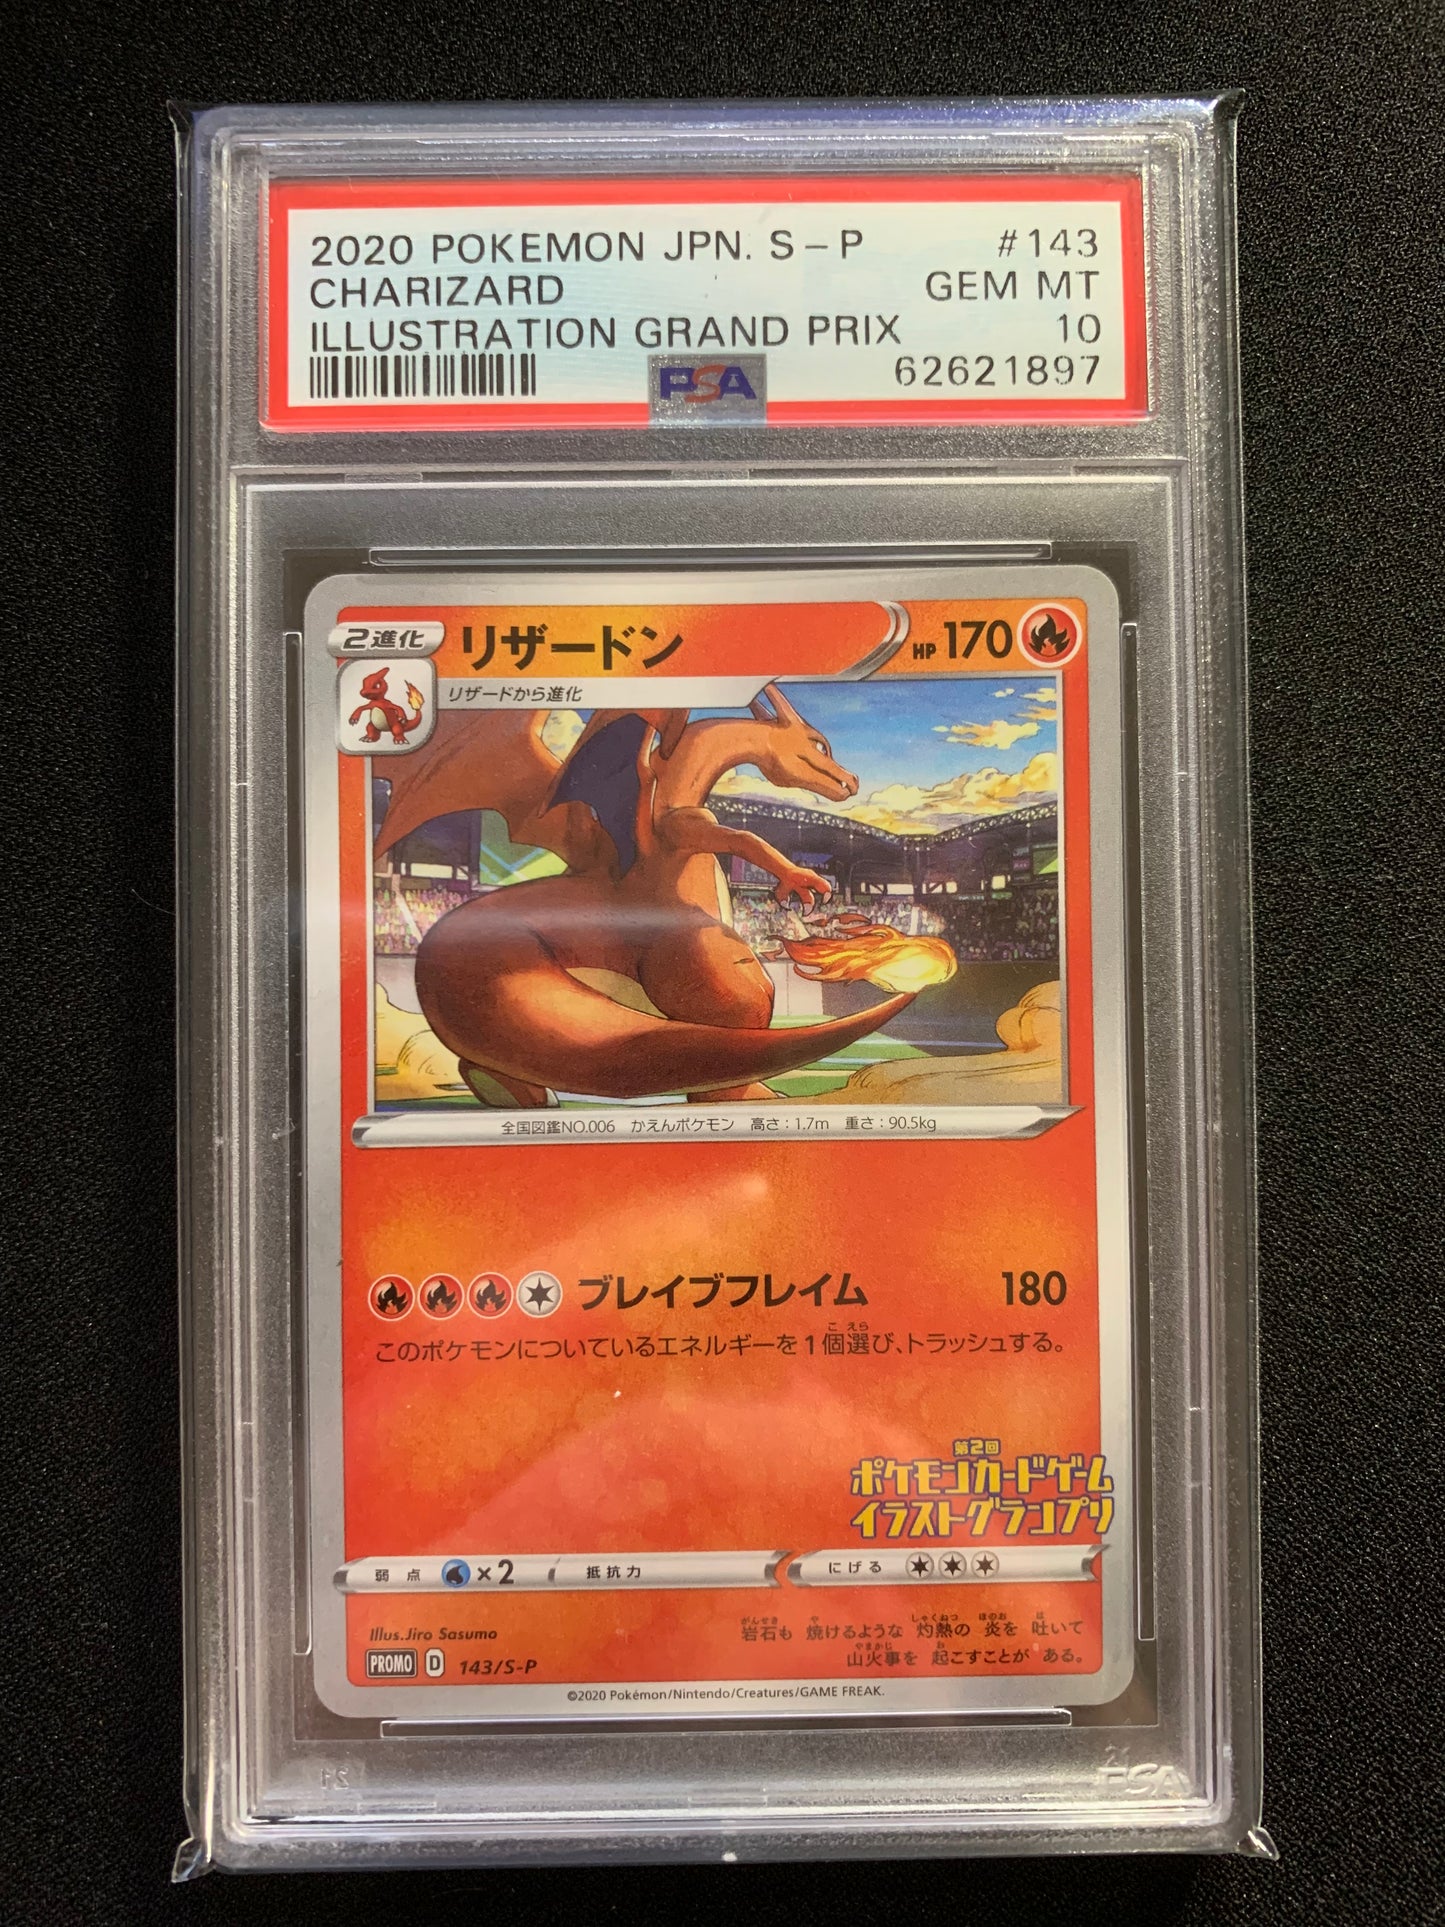 2020 POKEMON JPN. S-P #143
CHARIZARD GEM MT
ILLUSTRATION GRAND PRIX 10
PSA 62621897
2進化 リザードン HP 170
リザードから進化
全国図鑑NO.006 かえんポケモン 高さ:1.7m 重さ:90.5kg
ブレイブフレイム 180
このポケモンについているエネルギーを1個選び、トラッシュする。
第2回
ポケモンカードゲーム
イラストグランプリ
弱点 ×2 抵抗力 にげる
Illus.Jiro Sasumo
岩石も 焼けるような 灼熱の 炎を 吐いて
山火事を 起こすことが ある。
PROMO D 143/S-P
©2020 Pokémon/Nintendo/Creatures/GAME FREAK.
PSA